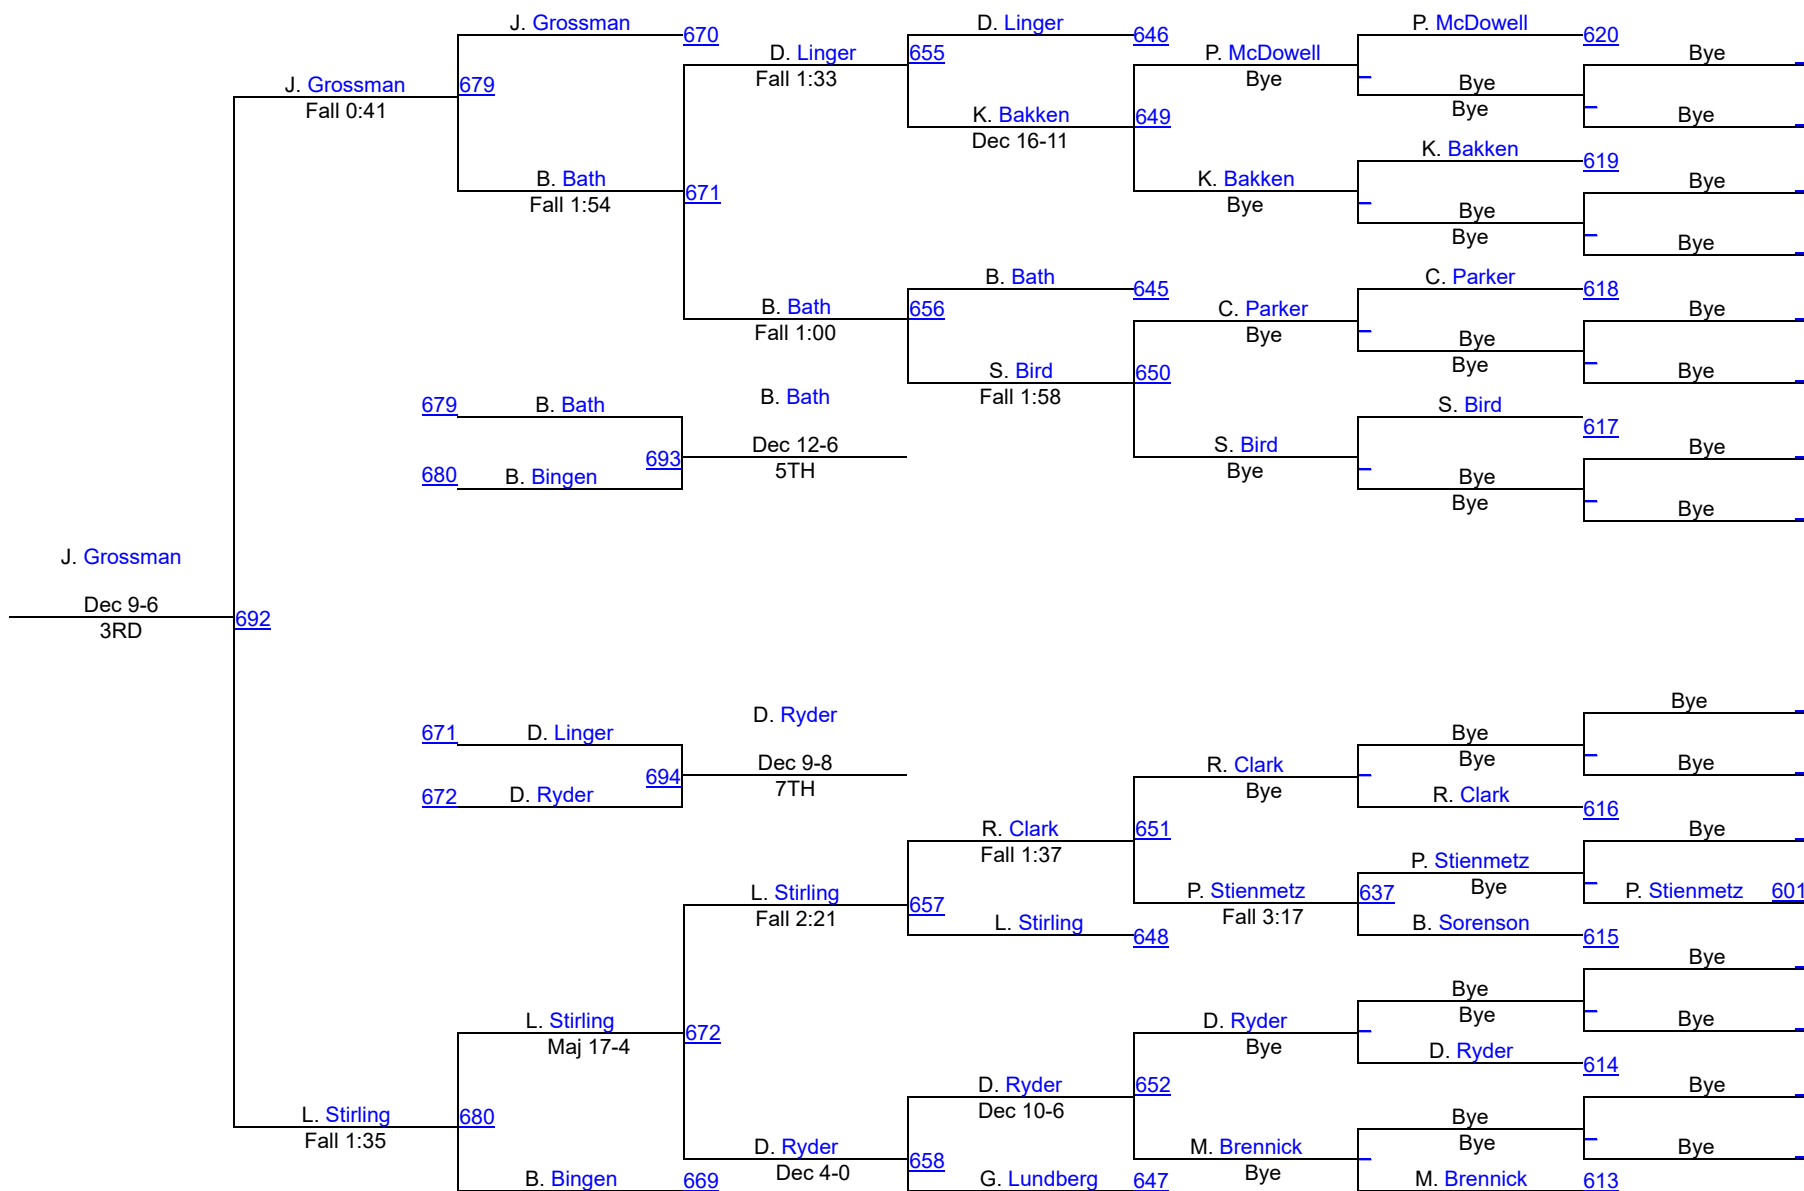 J. Grossman
670
D. Linger
646
P. McDowell
620
D. Linger
655
P. McDowell
Bye
J. Grossman
679
Fall 1:33
Bye
Bye
Fall 0:41
K. Bakken
649
Bye
Bye
Dec 16-11
K. Bakken
619
B. Bath
671
K. Bakken
Bye
Fall 1:54
Bye
Bye
Bye
Bye
B. Bath
645
C. Parker
618
B. Bath
656
C. Parker
Bye
Fall 1:00
Bye
Bye
S. Bird
650
Bye
Bye
Fall 1:58
679
B. Bath
B. Bath
S. Bird
617
Dec 12-6
S. Bird
Bye
693
5TH
Bye
680
B. Bingen
Bye
Bye
Bye
J. Grossman
Dec 9-6
692
3RD
Bye
D. Ryder
671
D. Linger
Bye
Dec 9-8
R. Clark
Bye
Bye
694
7TH
Bye
672
D. Ryder
R. Clark
616
R. Clark
651
Bye
Fall 1:37
P. Stienmetz
L. Stirling
657
P. Stienmetz
637
Bye
P. Stienmetz
601
Fall 2:21
Fall 3:17
L. Stirling
648
B. Sorenson
615
Bye
Bye
L. Stirling
672
D. Ryder
Bye
Bye
Maj 17-4
Bye
D. Ryder
614
D. Ryder
652
Bye
Dec 10-6
L. Stirling
680
Bye
Fall 1:35
D. Ryder
658
M. Brennick
Bye
Bye
Dec 4-0
Bye
B. Bingen
669
G. Lundberg
647
M. Brennick
613